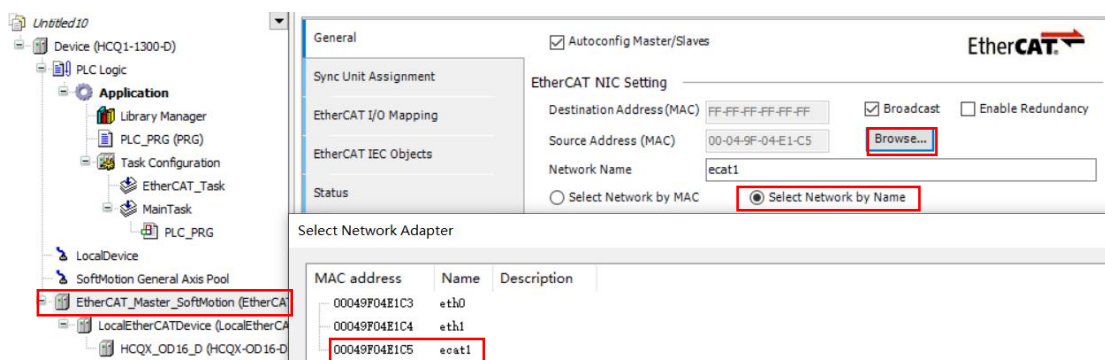 Untitled10
Device (HCQ1-1300-D)
PLC Logic
Application
Library Manager
PLC_PRG (PRG)
Task Configuration
EtherCAT_Task
MainTask
PLC_PRG
LocalDevice
SoftMotion General Axis Pool
EtherCAT_Master_SoftMotion (EtherCAT
LocalEtherCATDevice (LocalEtherCA
HCQX_OD16_D (HCQX-OD16-D
General
Sync Unit Assignment
EtherCAT I/O Mapping
EtherCAT IEC Objects
Status
Autoconfig Master/Slaves
EtherCAT
EtherCAT NIC Setting
Destination Address (MAC) FF-FF-FF-FF-FF-FF Broadcast Enable Redundancy
Source Address (MAC) 00-04-9F-04-E1-C5 Browse...
Network Name ecat1
Select Network by MAC Select Network by Name
Select Network Adapter
MAC address Name Description
00049F04E1C3 eth0
00049F04E1C4 eth1
00049F04E1C5 ecat1